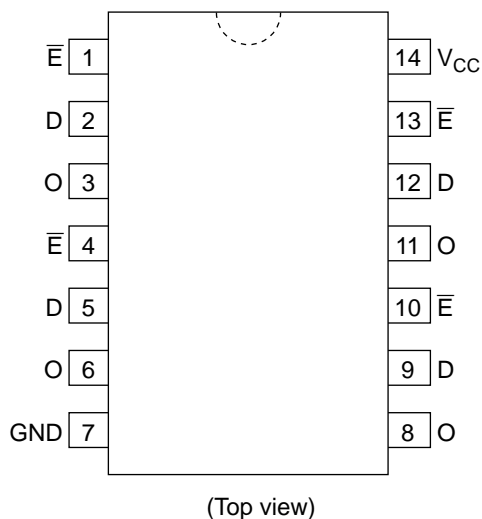 E̅ 1 14 VCC
D 2 13 E̅
O 3 12 D
E̅ 4 11 O
D 5 10 E̅
O 6 9 D
GND 7 8 O
(Top view)